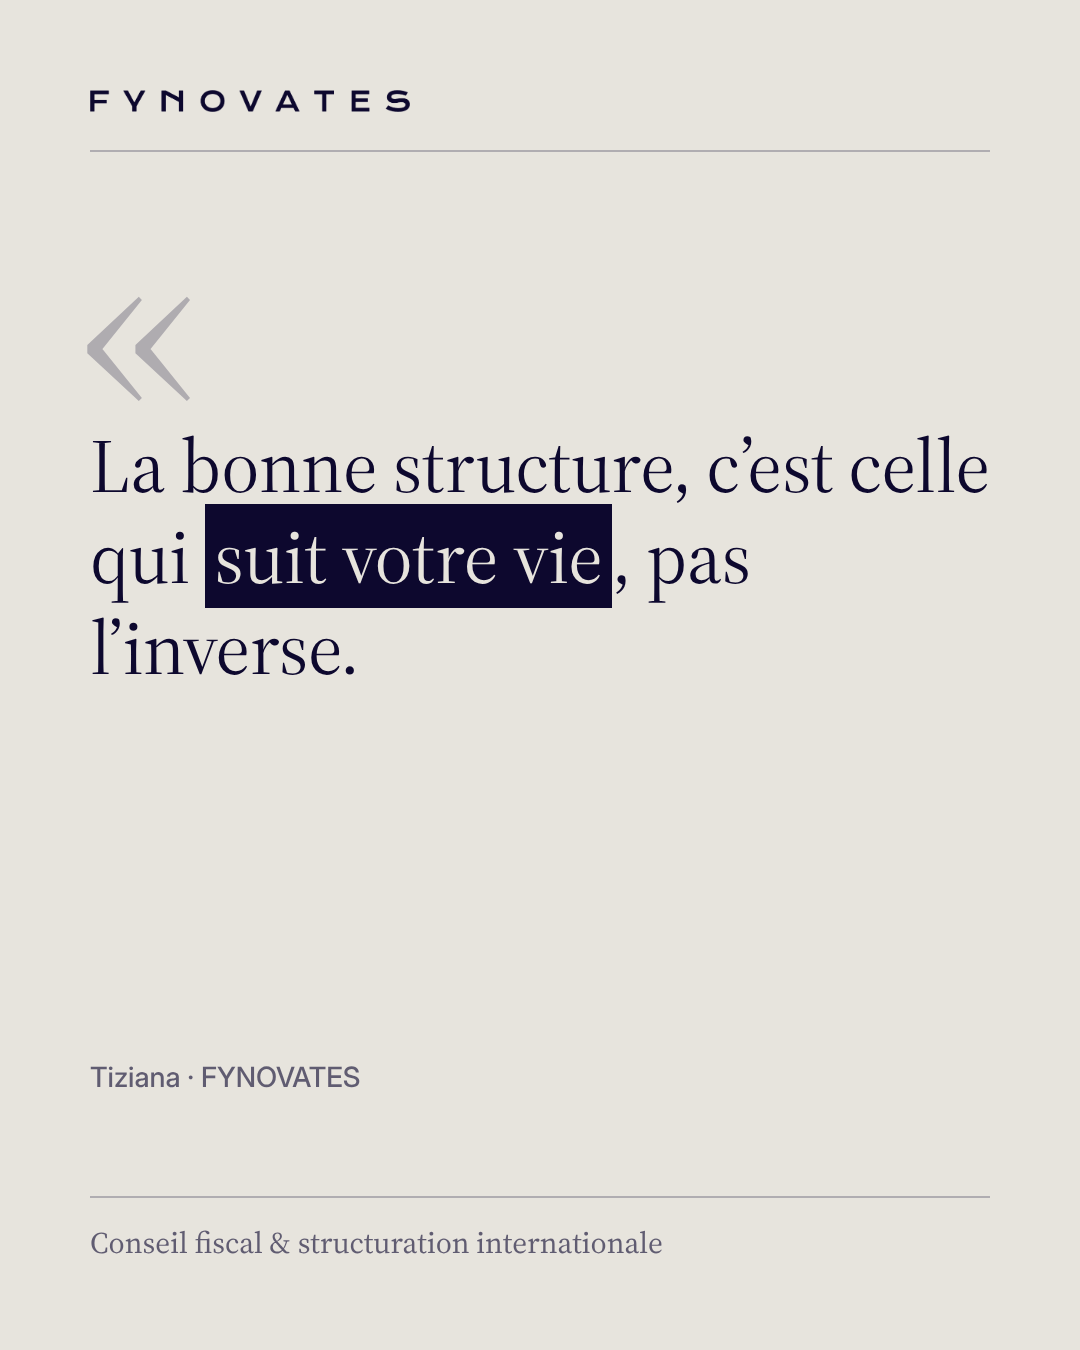 FYNOVATES
«
La bonne structure, c’est celle
qui suit votre vie, pas
l’inverse.
Tiziana · FYNOVATES
Conseil fiscal & structuration internationale